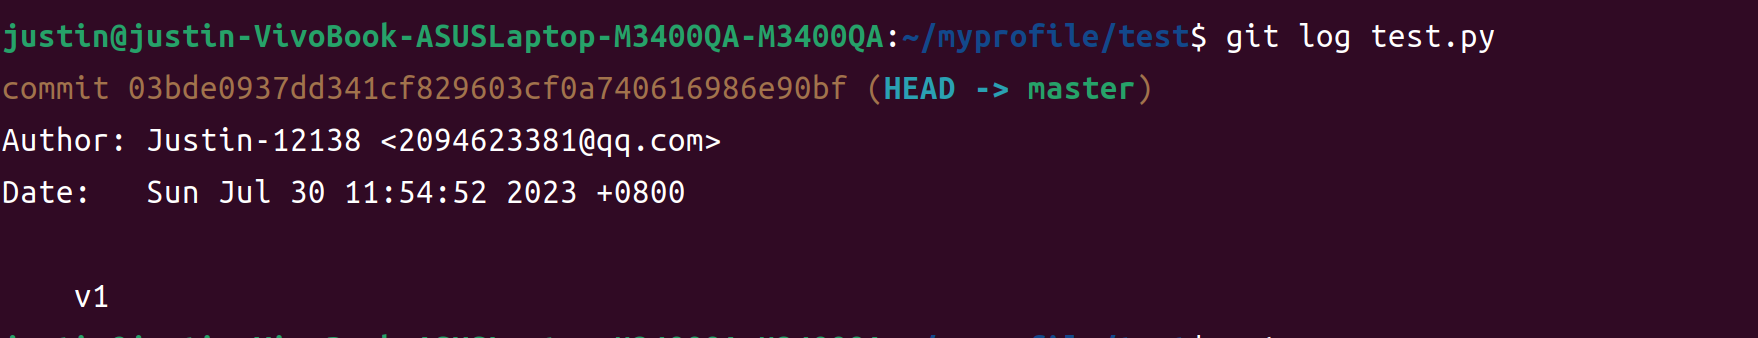 justin@justin-VivoBook-ASUSLaptop-M3400QA-M3400QA:~/myprofile/test$ git log test.py
commit 03bde0937dd341cf829603cf0a740616986e90bf (HEAD -> master)
Author: Justin-12138 <2094623381@qq.com>
Date:   Sun Jul 30 11:54:52 2023 +0800

    v1